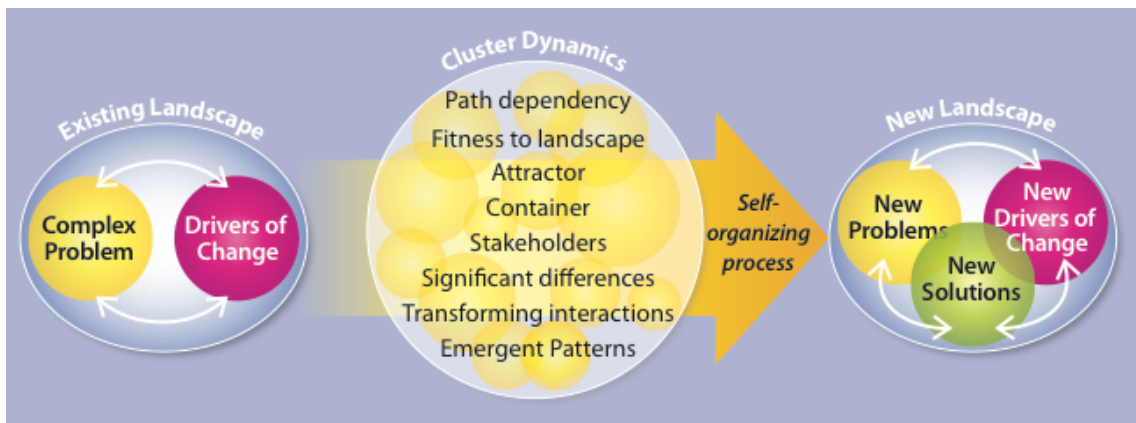 Existing Landscape
Complex
Problem
Drivers of
Change
Cluster Dynamics
Path dependency
Fitness to landscape
Attractor
Container
Stakeholders
Significant differences
Transforming interactions
Emergent Patterns
Self-
organizing
process
New Landscape
New
Problems
New
Drivers of
Change
New
Solutions